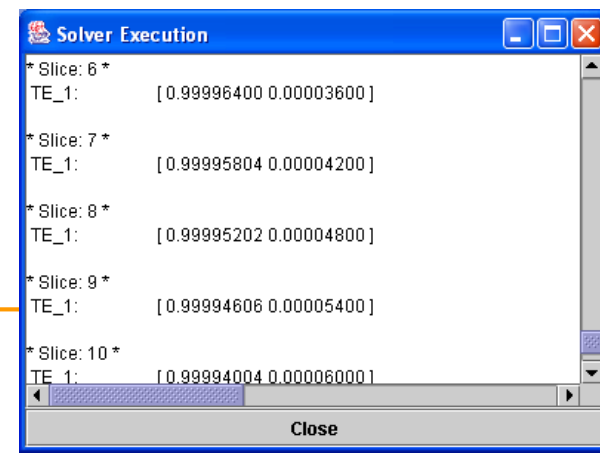 Solver Execution
* Slice: 6 *
TE_1: [ 0.99996400 0.00003600 ]
* Slice: 7 *
TE_1: [ 0.99995804 0.00004200 ]
* Slice: 8 *
TE_1: [ 0.99995202 0.00004800 ]
* Slice: 9 *
TE_1: [ 0.99994606 0.00005400 ]
* Slice: 10 *
TE_1: [ 0.99994004 0.00006000 ]
Close